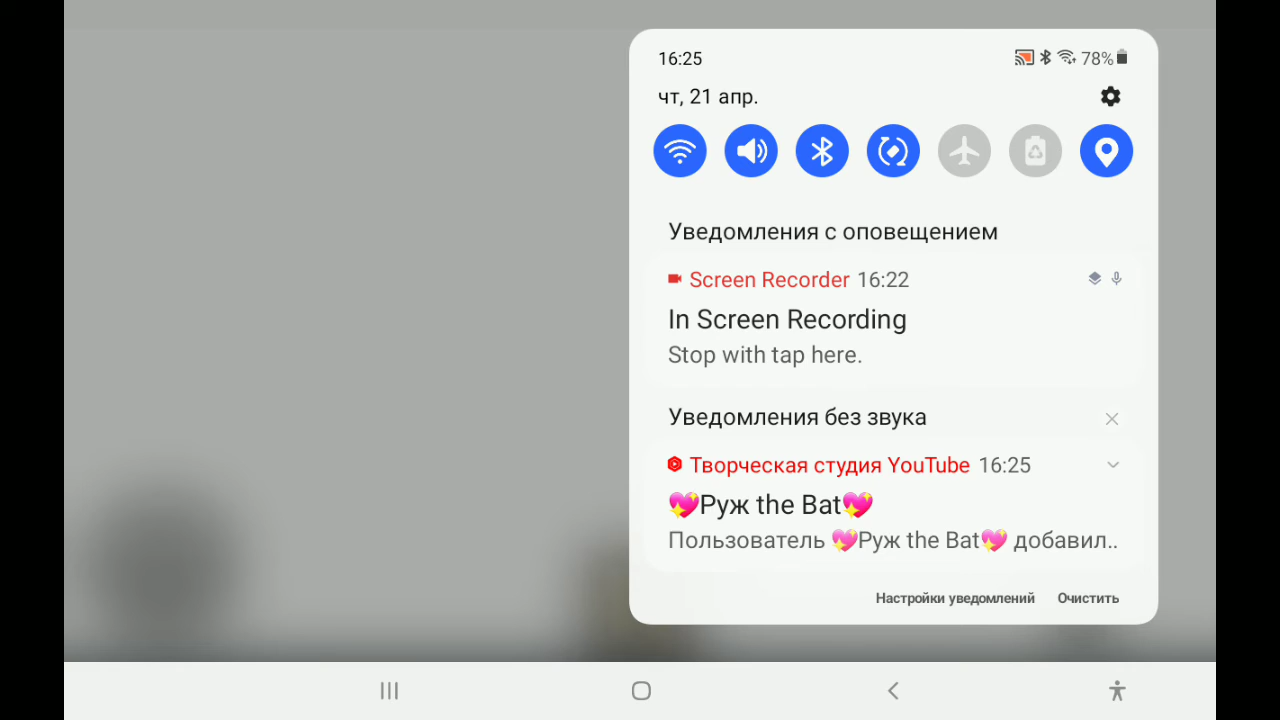 16:25
78%
чт, 21 апр.
Уведомления с оповещением
Screen Recorder 16:22
In Screen Recording
Stop with tap here.
Уведомления без звука
Творческая студия YouTube 16:25
💖Руж the Bat💖
Пользователь 💖Руж the Bat💖 добавил..
Настройки уведомлений Очистить